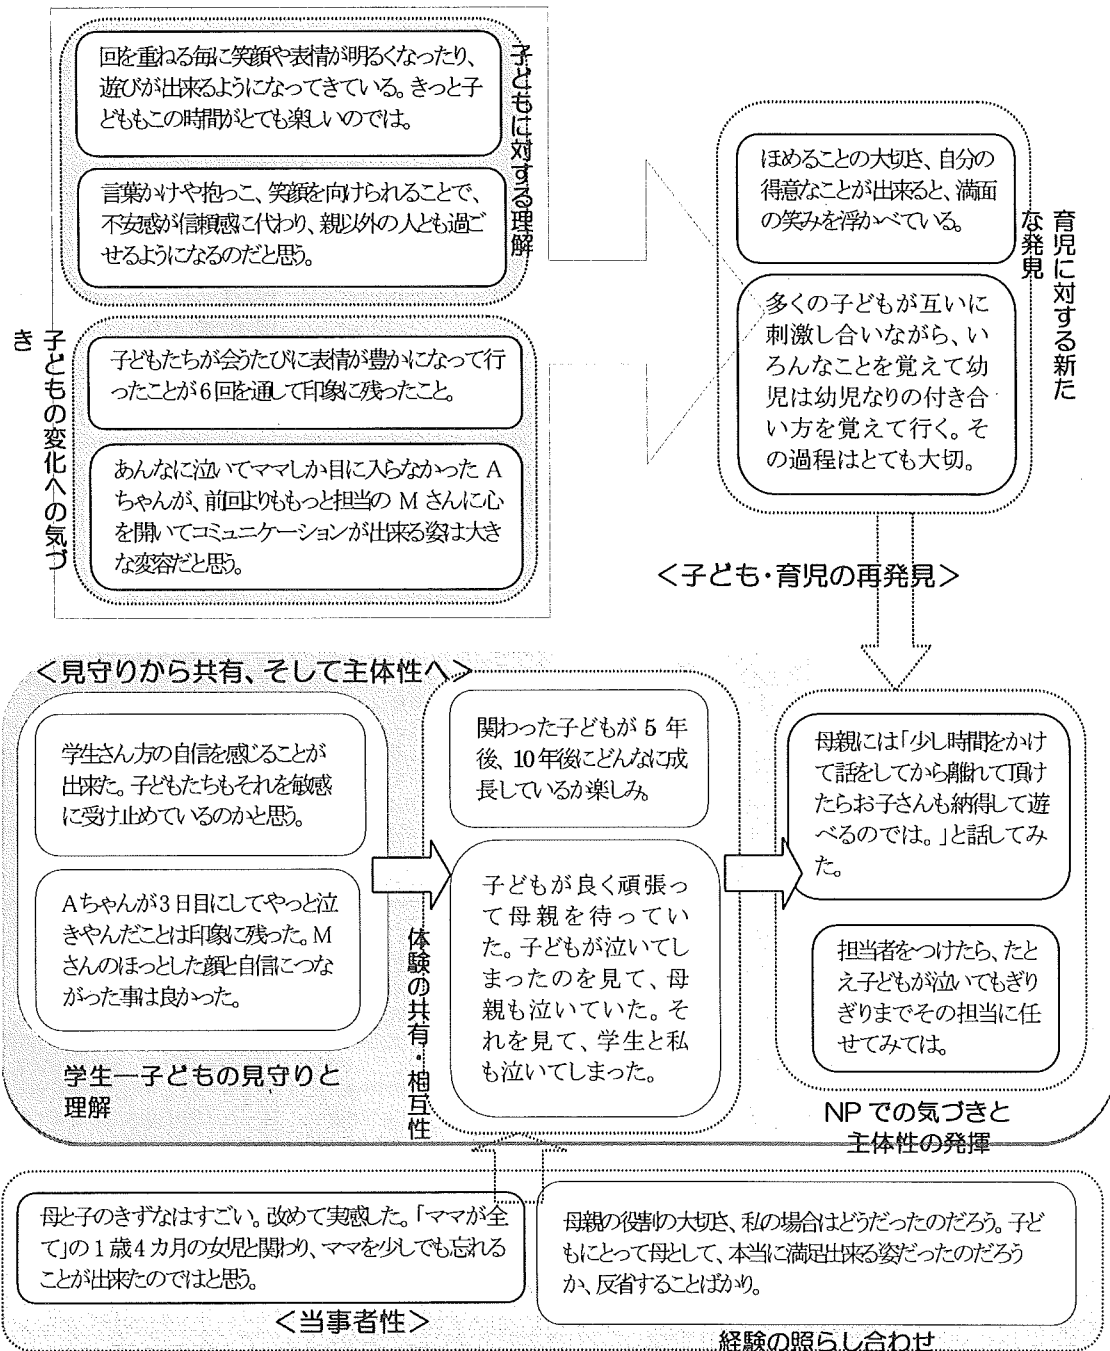 回を重ねる毎に笑顔や表情が明るくなったり、
遊びが出来るようになってきている。きっと子
どももこの時間がとても楽しいのでは。
言葉かけや抱っこ、笑顔を向けられることで、
不安感が信頼感に代わり、親以外の人とも過ご
せるようになるのだと思う。
子どもに対する理解
子どもたちが会うたびに表情が豊かになって行
ったことが6回を通して印象に残ったこと。
あんなに泣いてママしか目に入らなかった A
ちゃんが、前回よりももっと担当の M さんに心
を開いてコミュニケーションが出来る姿は大き
な変容だと思う。
子どもの変化への気づ
き
ほめることの大切さ、自分の
得意なことが出来ると、満面
の笑みを浮かべている。
多くの子どもが互いに
刺激し合いながら、い
ろんなことを覚えて幼
児は幼児なりの付き合
い方を覚えて行く。そ
の過程はとても大切。
育児に対する新た
な発見
＜子ども・育児の再発見＞
＜見守りから共有、そして主体性へ＞
学生さん方の自信を感じることが
出来た。子どもたちもそれを敏感
に受け止めているのかと思う。
Aちゃんが3日目にしてやっと泣
きやんだことは印象に残った。M
さんのほっとした顔と自信につな
がった事は良かった。
学生―子どもの見守りと
理解
関わった子どもが 5 年
後、10年後にどんなに成
長しているか楽しみ。
子どもが良く頑張っ
て母親を待ってい
た。子どもが泣いてし
まったのを見て、母
親も泣いていた。そ
れを見て、学生と私
も泣いてしまった。
体験の共有・相互性
母親には「少し時間をかけ
て話をしてから離れて頂け
たらお子さんも納得して遊
べるのでは。」と話してみ
た。
担当者をつけたら、たと
え子どもが泣いてもぎり
ぎりまでその担当に任
せてみては。
NP での気づきと
主体性の発揮
母と子のきずなはすごい。改めて実感した。「ママが全
て」の 1 歳 4 カ月の女児と関わり、ママを少しでも忘れる
ことが出来たのではと思う。
母親の役割の大切さ、私の場合はどうだったのだろう。子ど
もにとって母として、本当に満足出来る姿だったのだろう
か、反省することばかり。
＜当事者性＞
経験の照らし合わせ